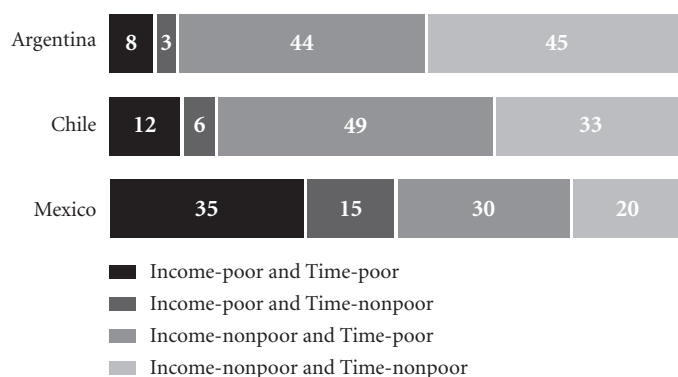 Argentina 8 3 44 45
Chile 12 6 49 33
Mexico 35 15 30 20
Income-poor and Time-poor
Income-poor and Time-nonpoor
Income-nonpoor and Time-poor
Income-nonpoor and Time-nonpoor